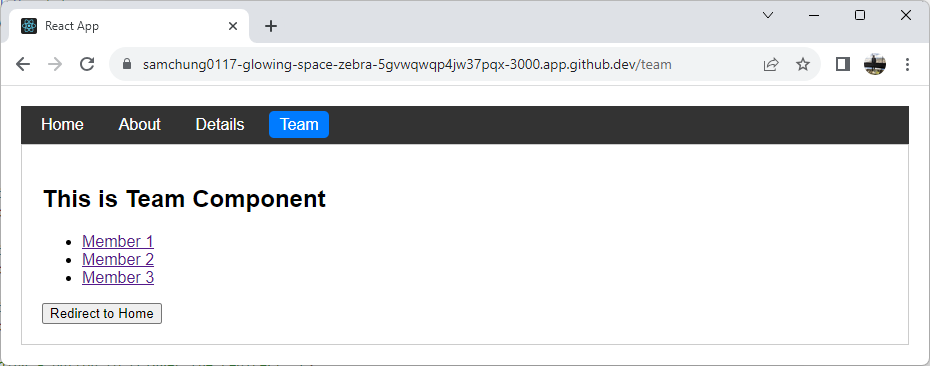 React App
samchung0117-glowing-space-zebra-5gvwqwqp4jw37pqx-3000.app.github.dev/team
Home About Details Team
This is Team Component
Member 1
Member 2
Member 3
Redirect to Home